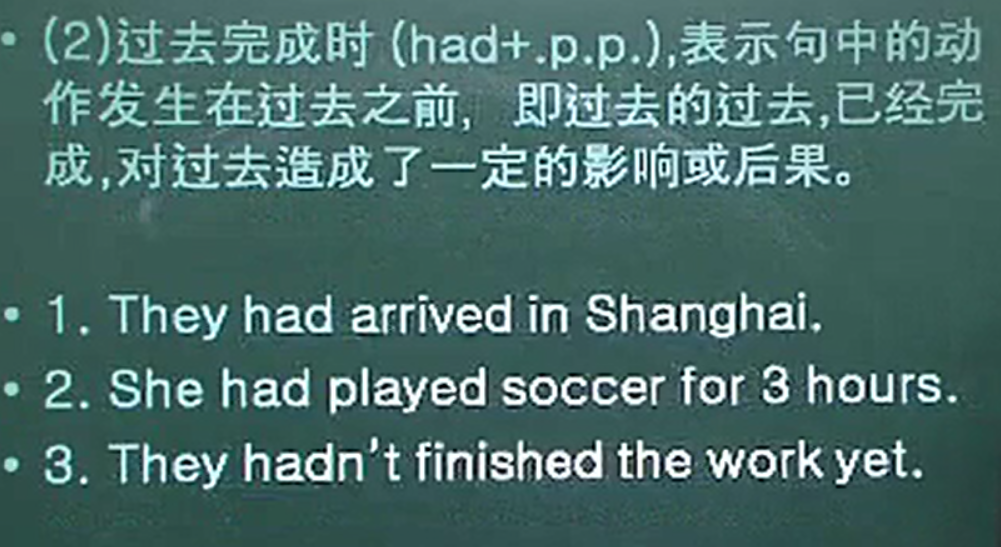 • (2)过去完成时 (had+.p.p.),表示句中的动
作发生在过去之前, 即过去的过去,已经完
成,对过去造成了一定的影响或后果。
• 1. They had arrived in Shanghai.
• 2. She had played soccer for 3 hours.
• 3. They hadn't finished the work yet.